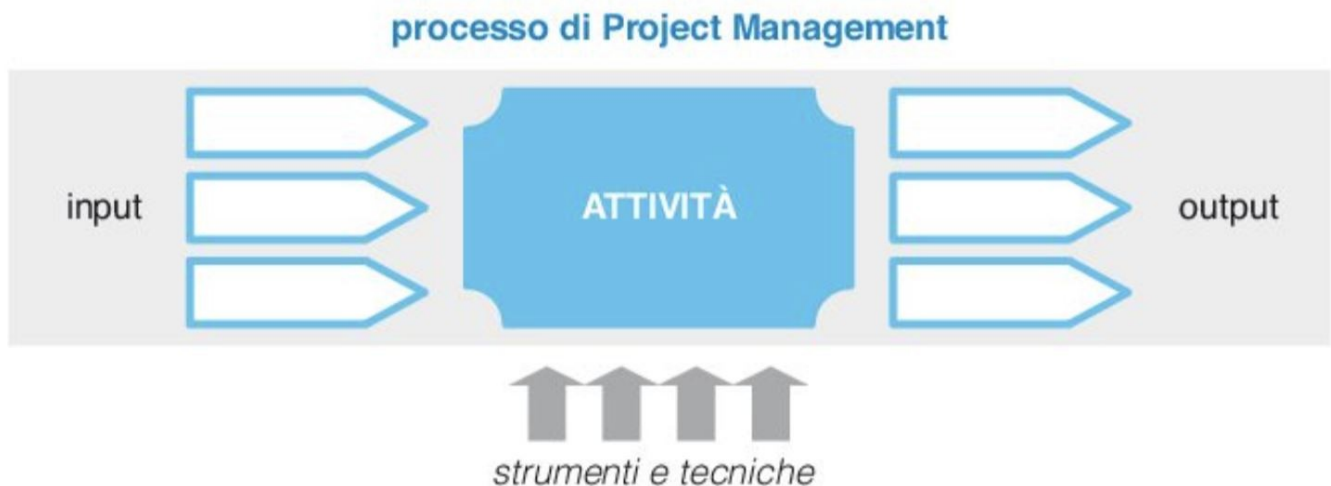 processo di Project Management
input
ATTIVITÀ
output
strumenti e tecniche